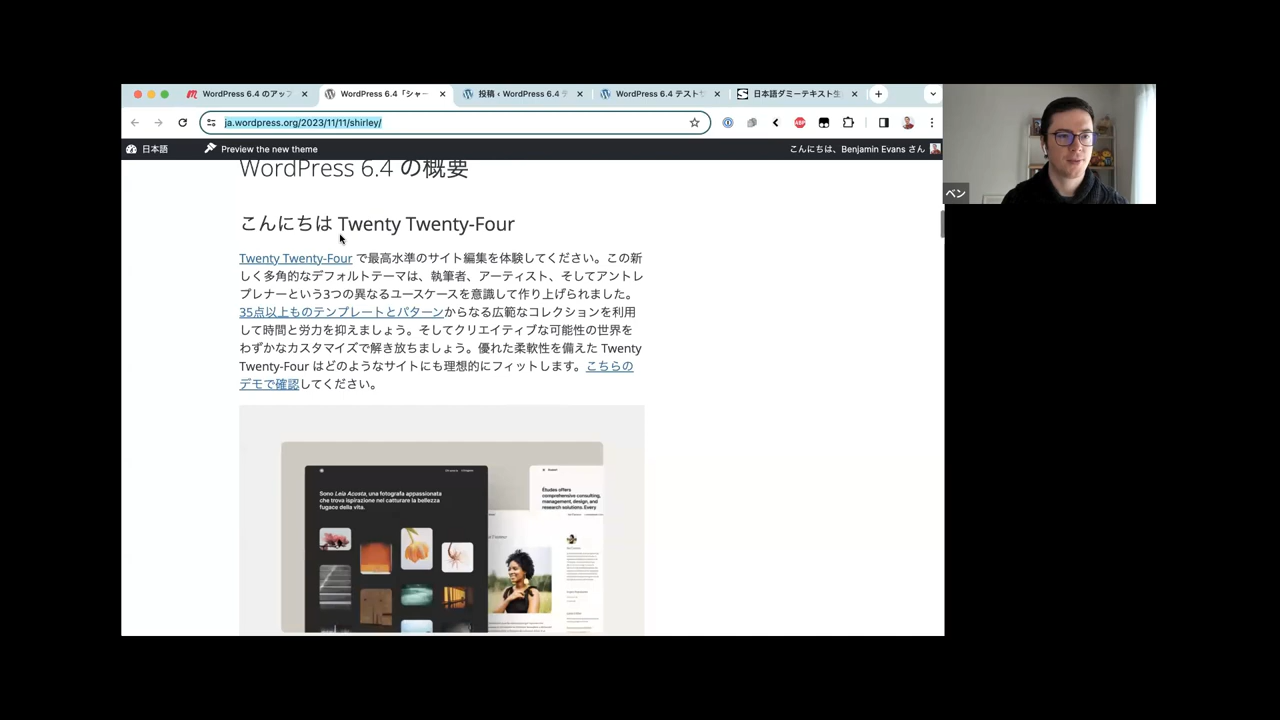 WordPress 6.4 のアップ
WordPress 6.4「シャー
投稿 ‹ WordPress 6.4 テ
WordPress 6.4 テストサ
日本語ダミーテキスト生
ja.wordpress.org/2023/11/11/shirley/
ABP
日本語
Preview the new theme
こんにちは、Benjamin Evans さん
ベン
WordPress 6.4 の概要
こんにちは Twenty Twenty-Four
Twenty Twenty-Four で最高水準のサイト編集を体験してください。この新
しく多角的なデフォルトテーマは、執筆者、アーティスト、そしてアントレ
プレナーという3つの異なるユースケースを意識して作り上げられました。
35点以上ものテンプレートとパターンからなる広範なコレクションを利用
して時間と労力を抑えましょう。そしてクリエイティブな可能性の世界を
わずかなカスタマイズで解き放ちましょう。優れた柔軟性を備えた Twenty
Twenty-Four はどのようなサイトにも理想的にフィットします。こちらの
デモで確認してください。
Sono Leia Acosta, una fotografa appassionata
che trova ispirazione nel catturare la bellezza
fugace della vita.
Études offers
comprehensive consulting,
management, design, and
research solutions. Every